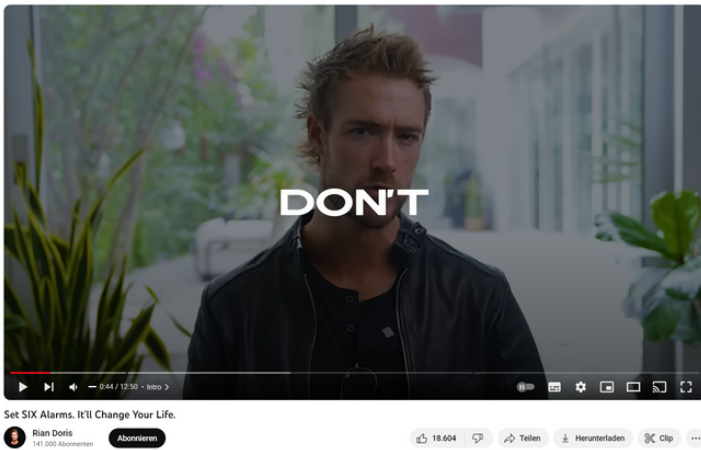 DON'T
0:44 / 12:50 • Intro >
Set SIX Alarms. It'll Change Your Life.
Rian Doris
141.000 Abonnenten
Abonnieren
18.604
Teilen
Herunterladen
Clip
...